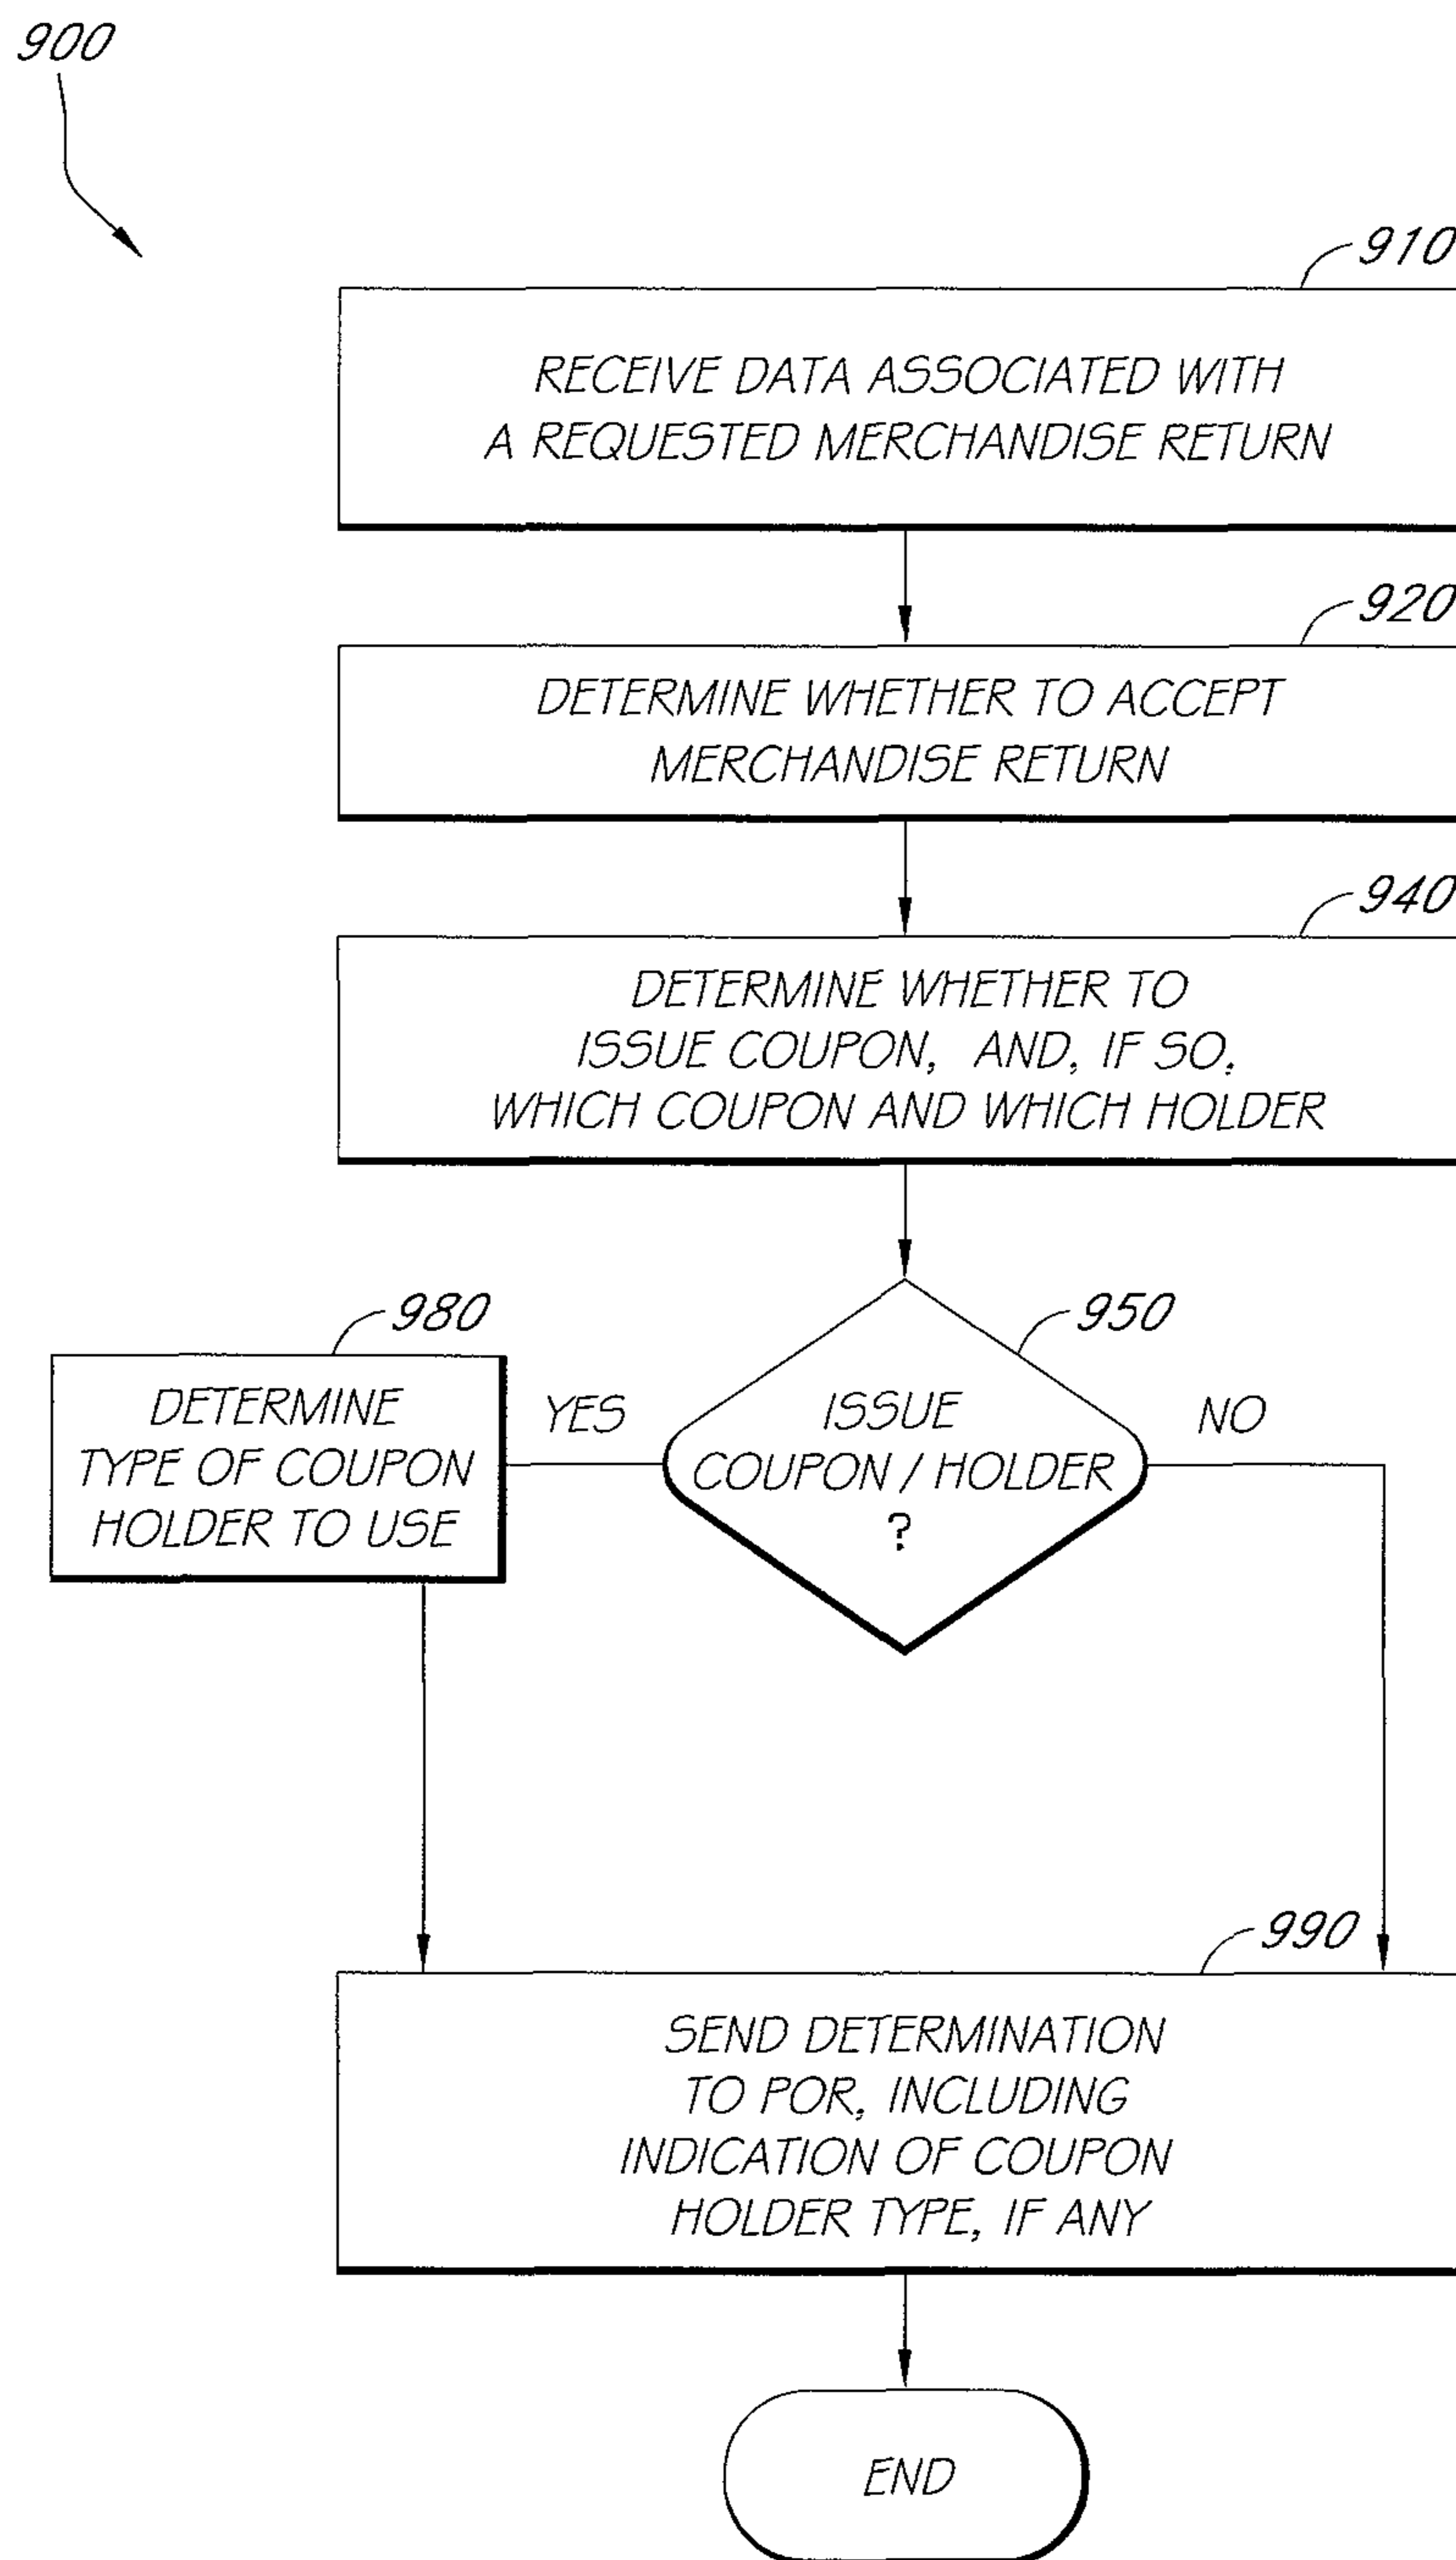 900
910
RECEIVE DATA ASSOCIATED WITH
A REQUESTED MERCHANDISE RETURN
920
DETERMINE WHETHER TO ACCEPT
MERCHANDISE RETURN
940
DETERMINE WHETHER TO
ISSUE COUPON, AND, IF SO,
WHICH COUPON AND WHICH HOLDER
980
950
DETERMINE
TYPE OF COUPON
HOLDER TO USE
YES
ISSUE
COUPON / HOLDER
?
NO
990
SEND DETERMINATION
TO POR, INCLUDING
INDICATION OF COUPON
HOLDER TYPE, IF ANY
END